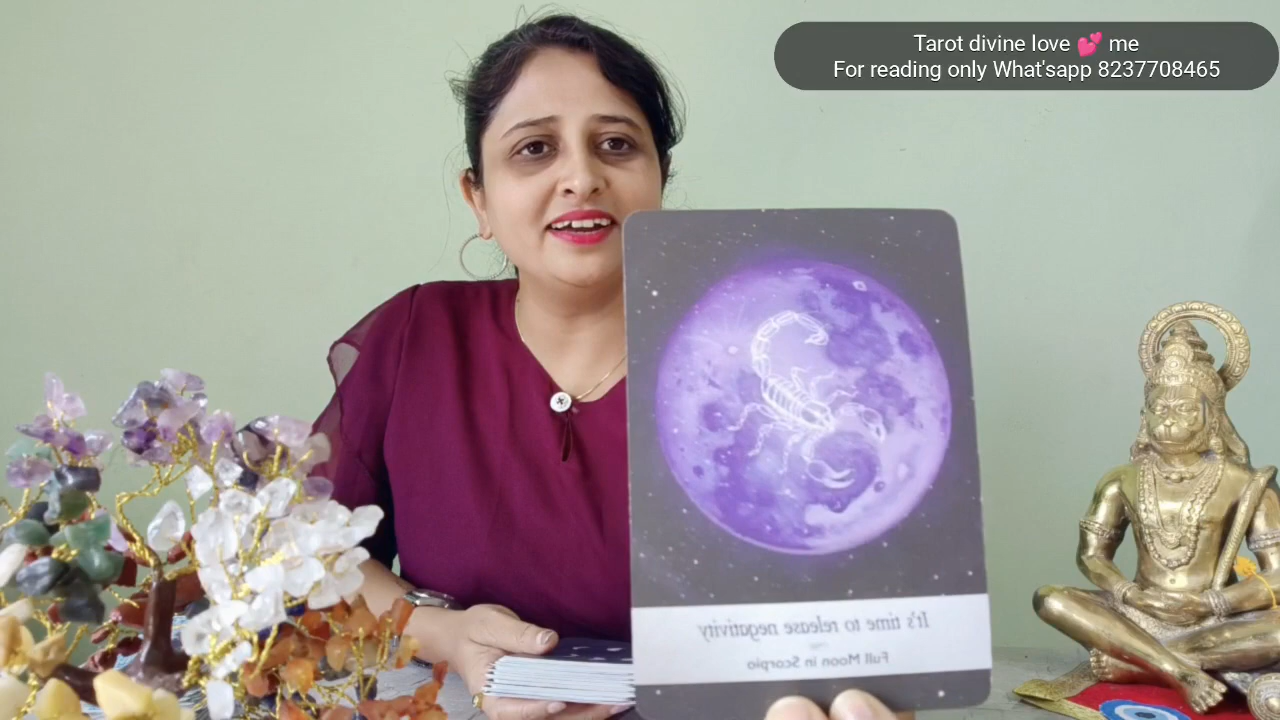 Tarot divine love 💕 me
For reading only What'sapp 8237708465
It's time to release negativity
Full Moon in Scorpio